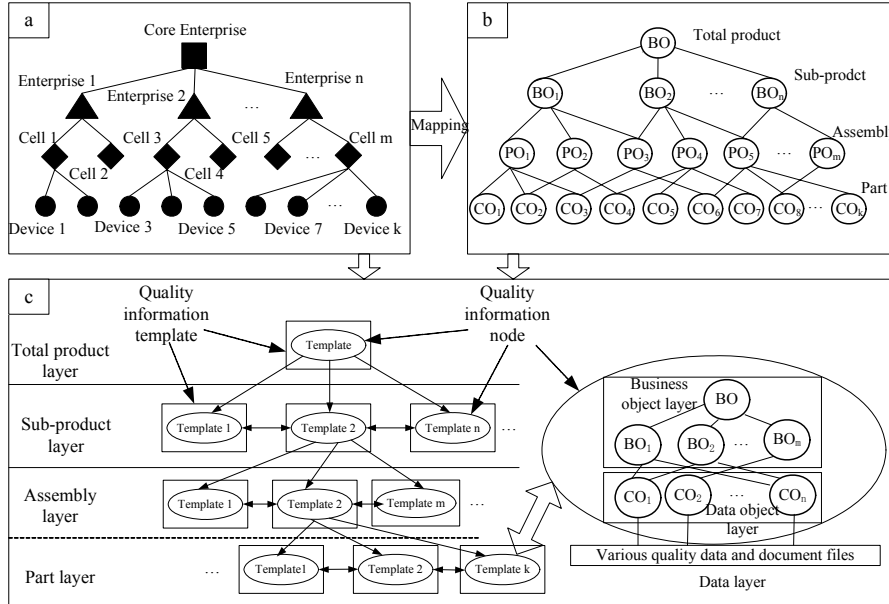 a
Core Enterprise
Enterprise 1
Enterprise 2
...
Enterprise n
Cell 1
Cell 2
Cell 3
Cell 4
Cell 5
...
Cell m
Device 1
Device 3
Device 5
Device 7
...
Device k
Mapping
b
Total product
BO
Sub-prodct
BO1
BO2
...
BOn
Assembl
PO1
PO2
PO3
PO4
PO5
...
POm
Part
CO1
CO2
CO3
CO4
CO5
CO6
CO7
CO8
...
COk
c
Quality
information
template
Quality
information
node
Total product
layer
Template
Sub-product
layer
Template 1
Template 2
Template n
...
Assembly
layer
Template 1
Template 2
Template m
...
Part layer
...
Template1
Template 2
Template k
Business
object layer
BO
BO1
BO2
...
BOn
CO1
CO2
...
COn
Data object
layer
Various quality data and document files
Data layer